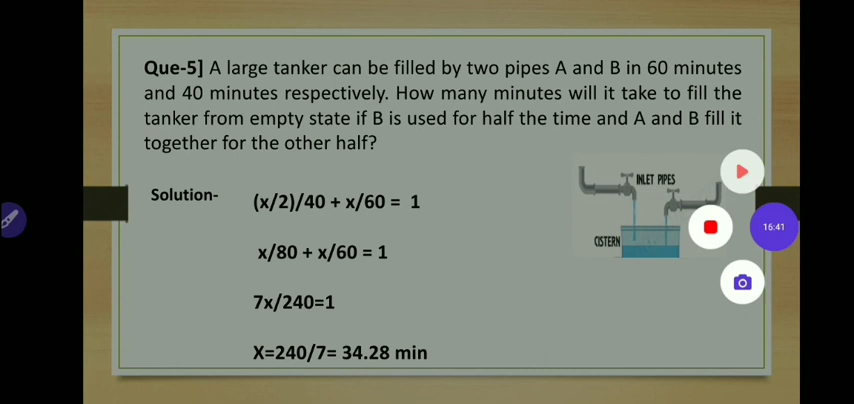 Que-5] A large tanker can be filled by two pipes A and B in 60 minutes
and 40 minutes respectively. How many minutes will it take to fill the
tanker from empty state if B is used for half the time and A and B fill it
together for the other half?
Solution-
(x/2)/40 + x/60 = 1
x/80 + x/60 = 1
7x/240=1
X=240/7= 34.28 min
INLET PIPES
CISTERN
16:41